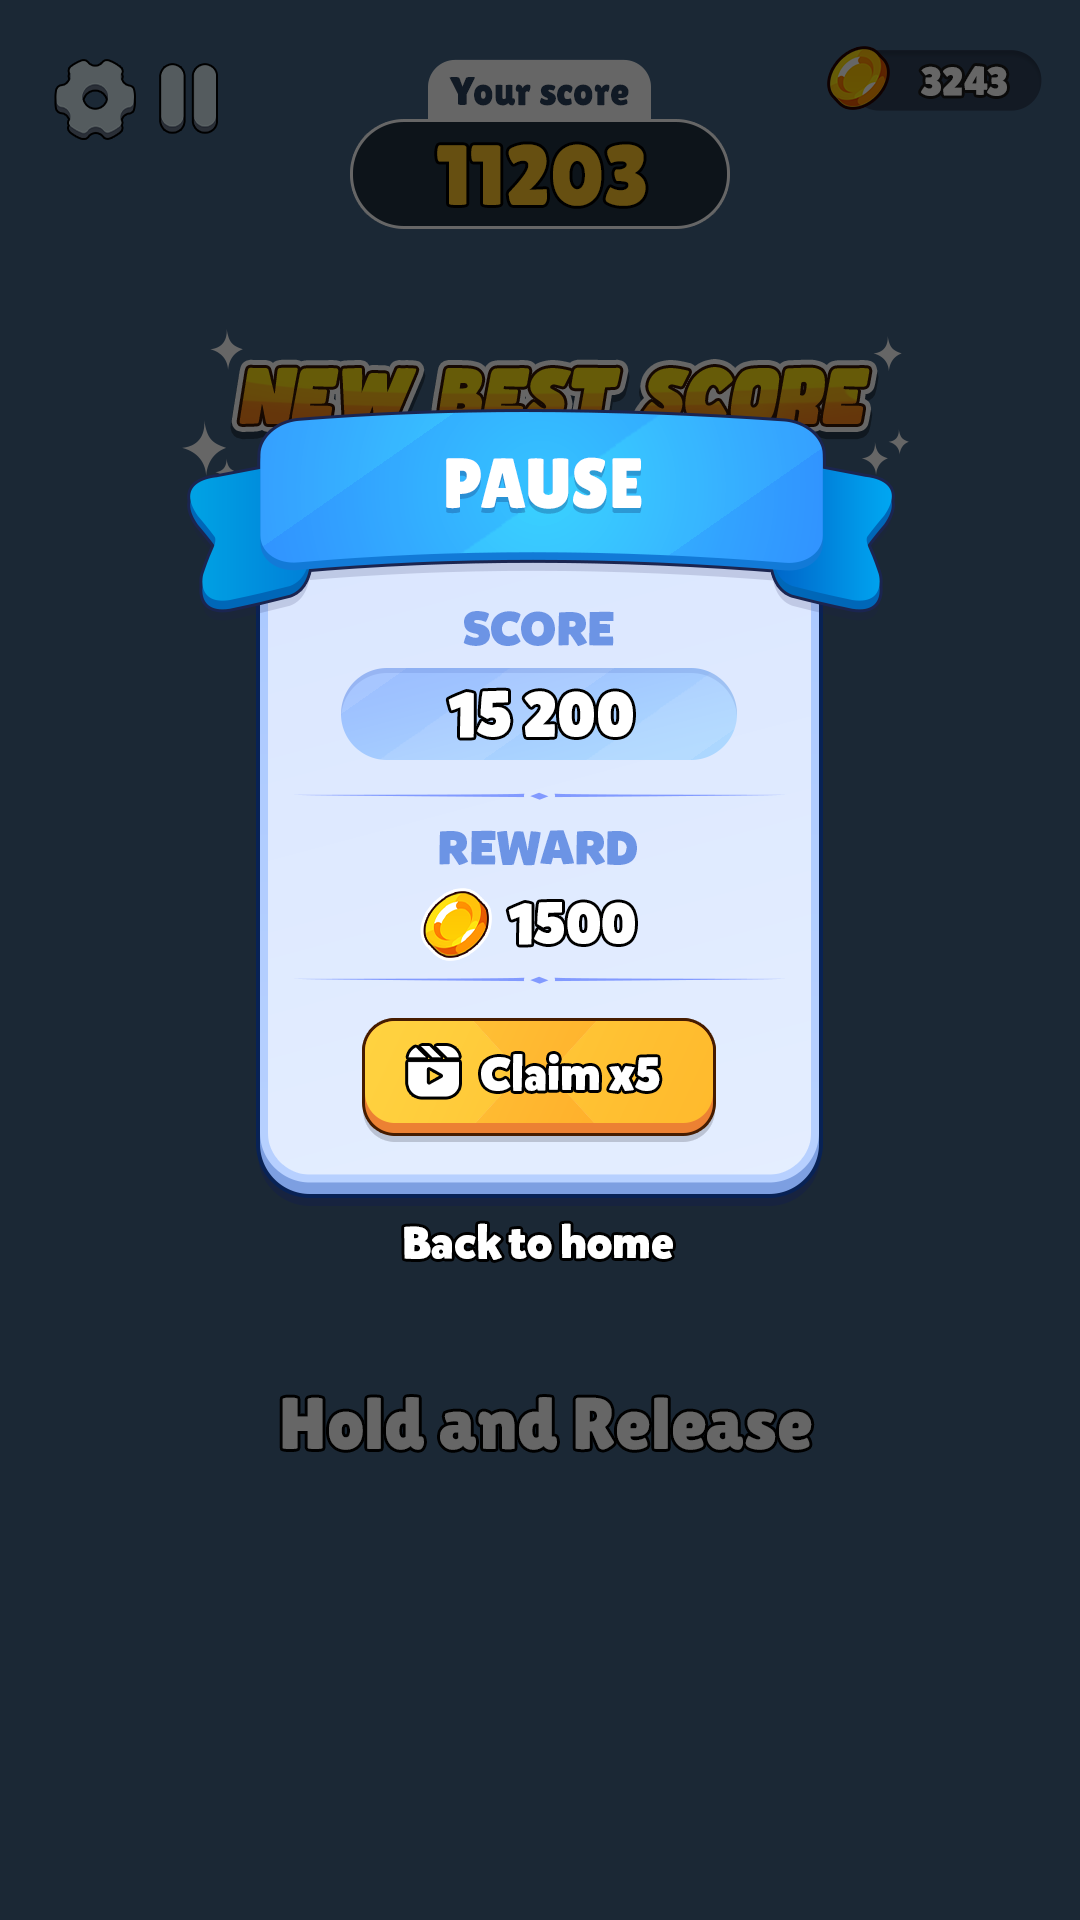 Your score
3243
11203
NEW BEST SCORE
PAUSE
SCORE
15 200
REWARD
1500
Claim x5
Back to home
Hold and Release